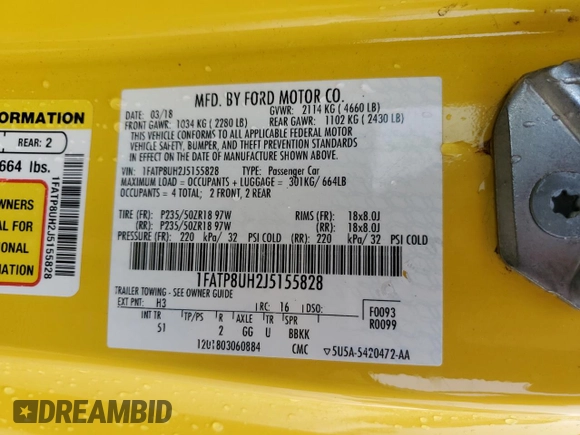 MFD. BY FORD MOTOR CO.
DATE: 03/18 GVWR: 2114 KG ( 4660 LB)
FRONT GAWR: 1034 KG ( 2280 LB) REAR GAWR: 1102 KG ( 2430 LB)
THIS VEHICLE CONFORMS TO ALL APPLICABLE FEDERAL MOTOR
VEHICLE SAFETY, BUMPER, AND THEFT PREVENTION STANDARDS
IN EFFECT ON THE DATE OF MANUFACTURE SHOWN ABOVE.
VIN: 1FATP8UH2J5155828 TYPE: Passenger Car
MAXIMUM LOAD = OCCUPANTS + LUGGAGE = 301KG/ 664LB
OCCUPANTS = 4 TOTAL; 2 FRONT, 2 REAR
TIRE (FR): P235/50ZR18 97W RIMS (FR): 18x8.0J
(RR): P235/50ZR18 97W (RR): 18x8.0J
PRESSURE (FR): 220 kPa/ 32 PSI COLD (RR): 220 kPa/ 32 PSI COLD
1FATP8UH2J5155828
TRAILER TOWING - SEE OWNER GUIDE
EXT PNT: H3 RC: 16 DSO: F0093
INT TR TP/PS R AXLE TR SPR R0099
51 2 GG U BBKK
12U1803060884 CMC 5U5A-5420472-AA
FORMATION
REAR: 2
664 lbs.
WNERS
AL FOR
ONAL
MATION
1FATP8UH2J5155828
DREAMBID